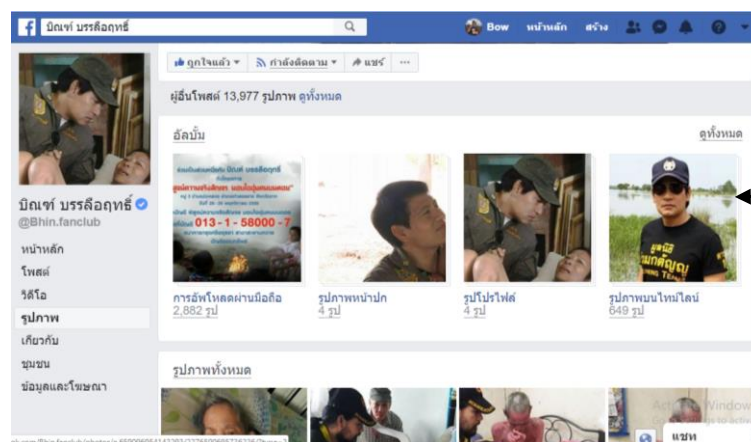 บิณฑ์ บรรลือฤทธิ์
Bow หน้าหลัก สร้าง
ถูกใจแล้ว กำลังติดตาม แชร์
ผู้อื่นโพสต์ 13,977 รูปภาพ ดูทั้งหมด
อัลบั้ม ดูทั้งหมด
บิณฑ์ บรรลือฤทธิ์
@Bhin.fanclub
หน้าหลัก
โพสต์
วิดีโอ
รูปภาพ
เกี่ยวกับ
ชุมชน
ข้อมูลและโฆษณา
013-1-58000-7
การอัพโหลดผ่านมือถือ
2,882 รูป
รูปภาพหน้าปก
4 รูป
รูปโปรไฟล์
4 รูป
มูลนิธิ
รูปภาพบนไทม์ไลน์
649 รูป
รูปภาพทั้งหมด
แชท